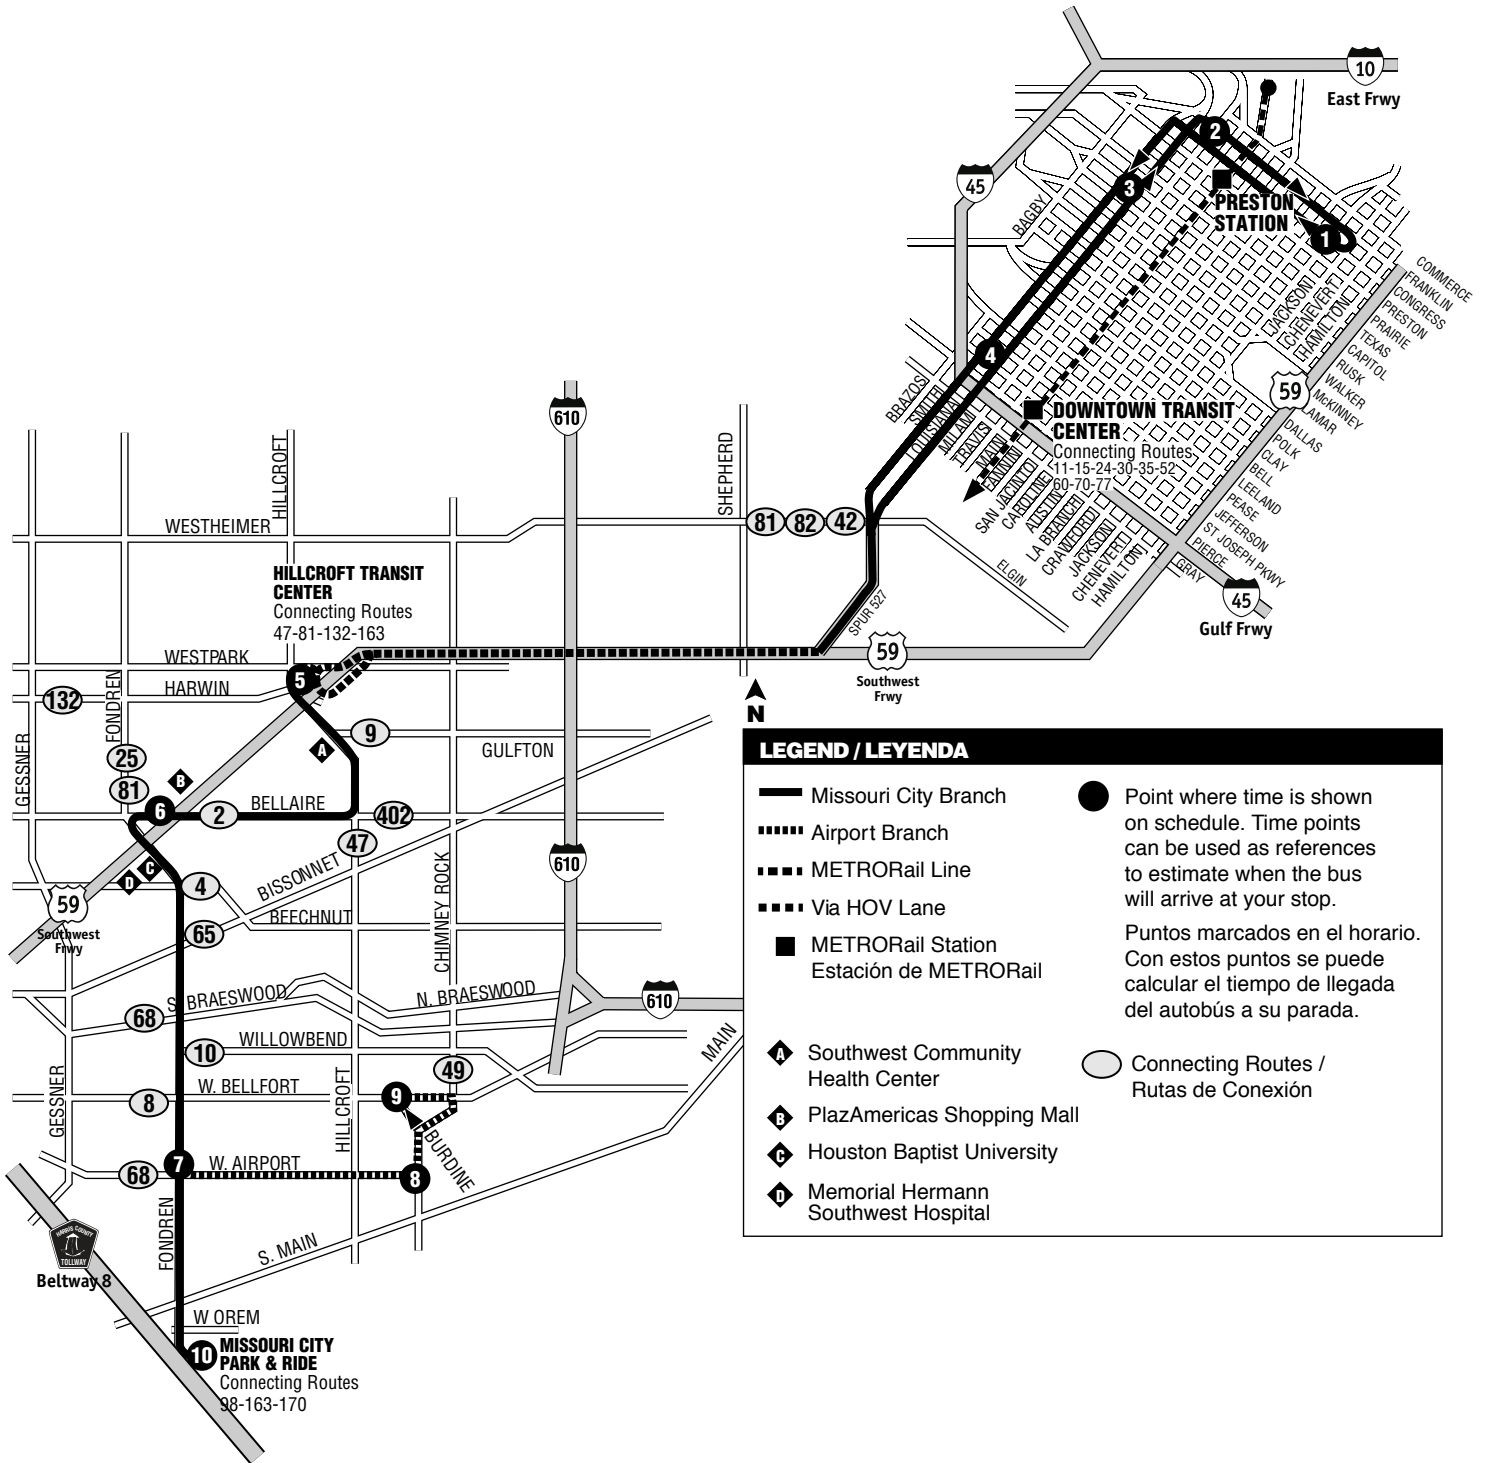 10
East Frwy
45
2
3
1
4
BAGBY
PRESTON
STATION
JACKSON
CHENEVERT
HAMILTON
COMMERCE
FRANKLIN
CONGRESS
PRESTON
PRAIRIE
TEXAS
CAPITOL
RUSK
WALKER
McKINNEY
LAMAR
DALLAS
POLK
CLAY
BELL
LEELAND
PEASE
JEFFERSON
ST JOSEPH PKWY
PIERCE
GRAY
59
BRAZOS
SMITH
LOUISIANA
MILAM
TRAVIS
MAIN
FANNIN
SAN JACINTO
CAROLINE
AUSTIN
LA BRANCH
CRAWFORD
JACKSON
CHENEVERT
HAMILTON
DOWNTOWN TRANSIT
CENTER
Connecting Routes
11-15-24-30-35-52
60-70-77
45
Gulf Frwy
ELGIN
SPUR 527
59
Southwest
Frwy
610
SHEPHERD
81
82
42
HILLCROFT
WESTHEIMER
HILLCROFT TRANSIT
CENTER
Connecting Routes
47-81-132-163
WESTPARK
HARWIN
5
132
FONDREN
GESSNER
9
A
GULFTON
25
81
B
6
2
BELLAIRE
402
47
C
D
4
59
Southwest
Frwy
BISSONNET
BEECHNUT
CHIMNEY ROCK
610
65
S. BRAESWOOD
N. BRAESWOOD
610
68
10
WILLOWBEND
MAIN
49
W. BELLFORT
8
9
GESSNER
HILLCROFT
BURDINE
7
W. AIRPORT
68
8
FONDREN
S. MAIN
HARRIS COUNTY
TOLLWAY
Beltway 8
W OREM
10
MISSOURI CITY
PARK & RIDE
Connecting Routes
98-163-170
N
LEGEND / LEYENDA
Missouri City Branch
Airport Branch
METRORail Line
Via HOV Lane
METRORail Station
Estación de METRORail
A
Southwest Community
Health Center
B
PlazAmericas Shopping Mall
C
Houston Baptist University
D
Memorial Hermann
Southwest Hospital
Point where time is shown
on schedule. Time points
can be used as references
to estimate when the bus
will arrive at your stop.
Puntos marcados en el horario.
Con estos puntos se puede
calcular el tiempo de llegada
del autobús a su parada.
Connecting Routes /
Rutas de Conexión